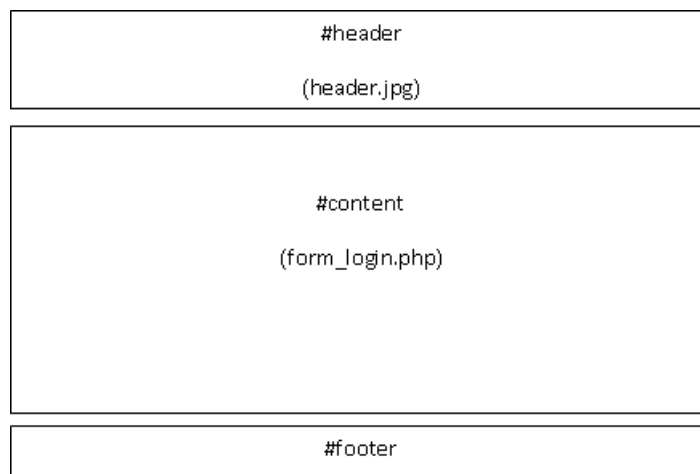 #header
(header.jpg)
#content
(form_login.php)
#footer